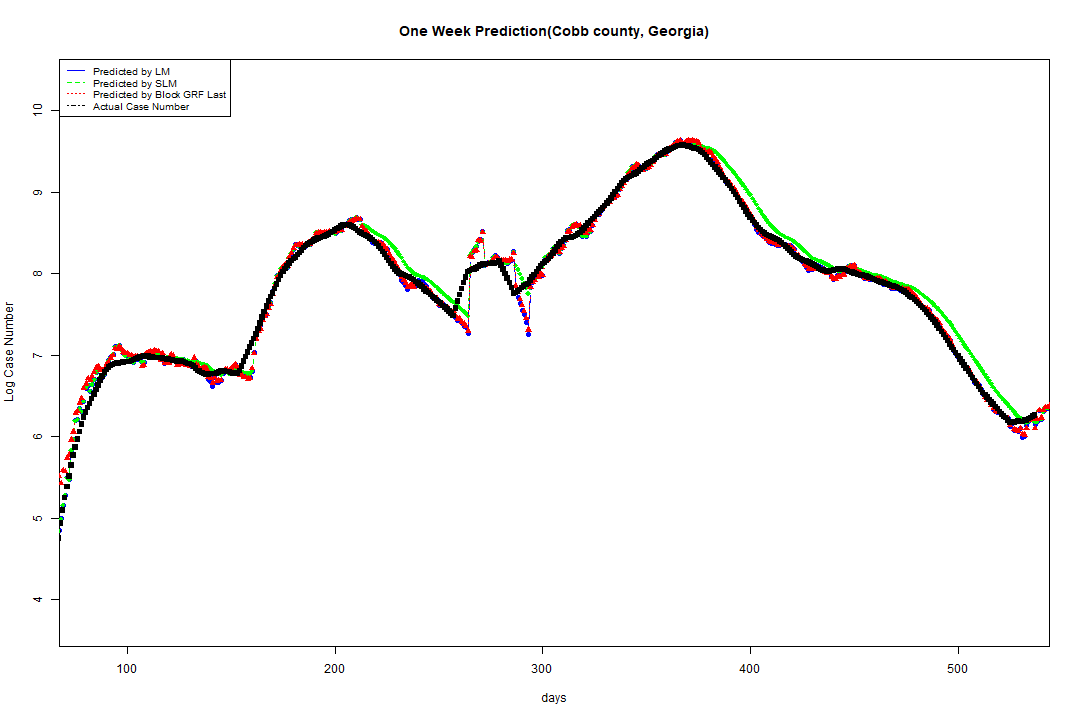 One Week Prediction(Cobb county, Georgia)
Predicted by LM
Predicted by SLM
Predicted by Block GRF Last
Actual Case Number
10
9
8
7
6
5
4
Log Case Number
100 200 300 400 500
days